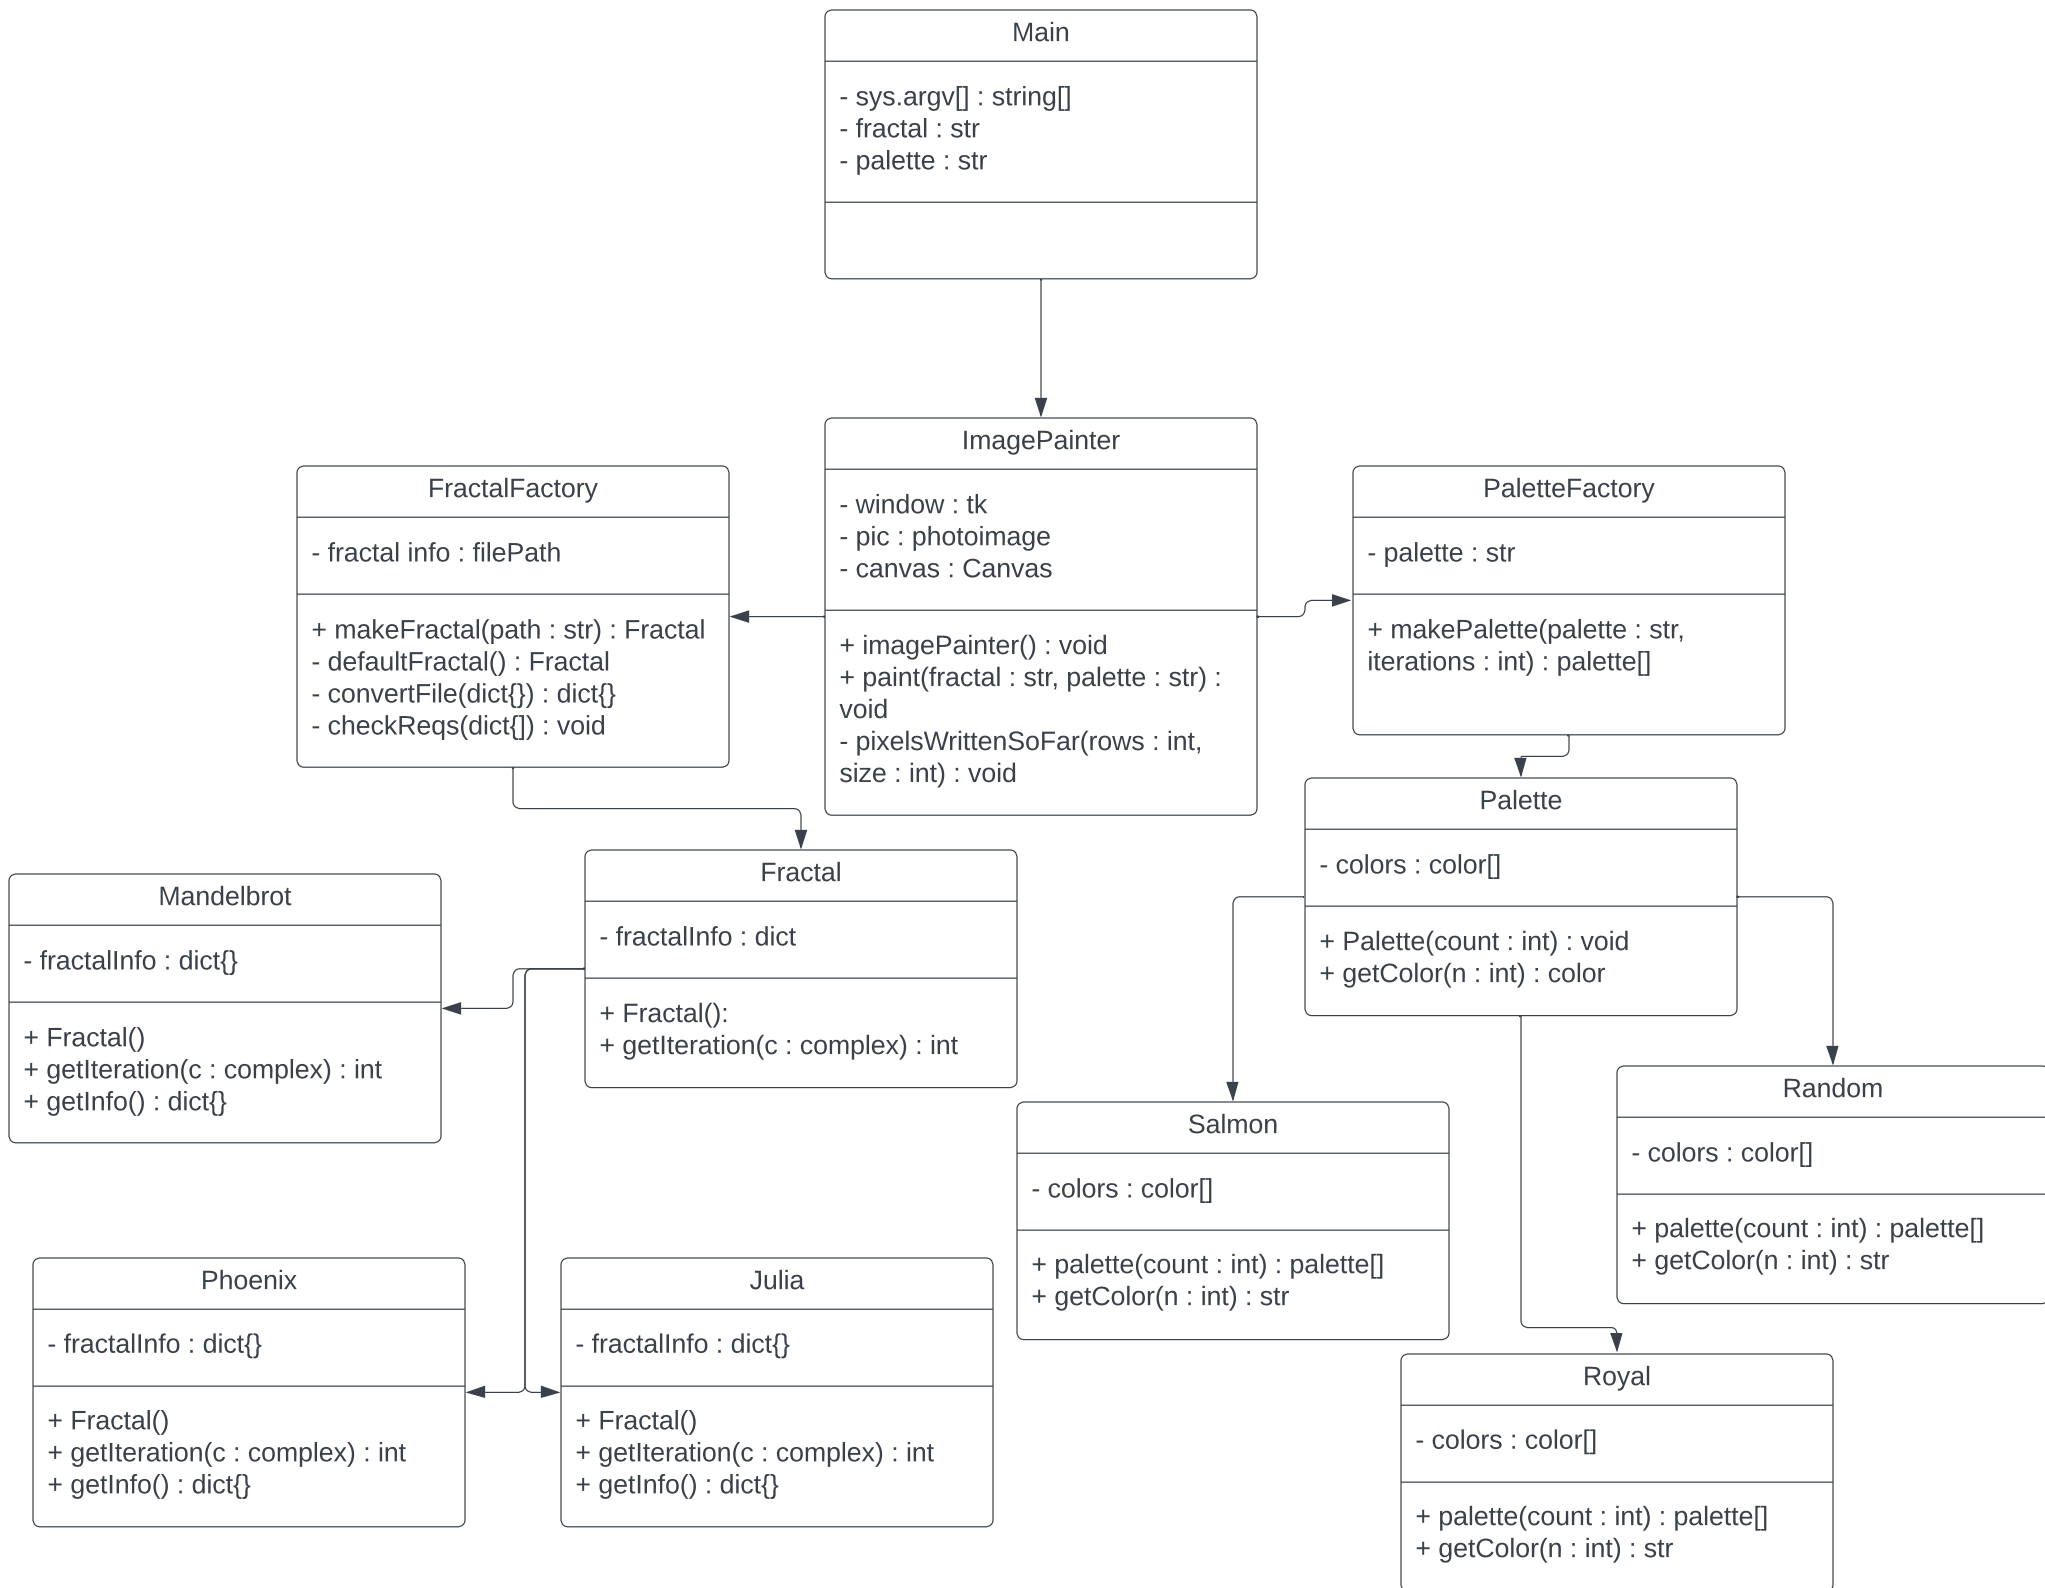 Main
- sys.argv[] : string[]
- fractal : str
- palette : str
ImagePainter
- window : tk
- pic : photoimage
- canvas : Canvas
+ imagePainter() : void
+ paint(fractal : str, palette : str) :
void
- pixelsWrittenSoFar(rows : int,
size : int) : void
FractalFactory
- fractal info : filePath
+ makeFractal(path : str) : Fractal
- defaultFractal() : Fractal
- convertFile(dict{}) : dict{}
- checkReqs(dict{]) : void
PaletteFactory
- palette : str
+ makePalette(palette : str,
iterations : int) : palette[]
Palette
- colors : color[]
+ Palette(count : int) : void
+ getColor(n : int) : color
Fractal
- fractalInfo : dict
+ Fractal():
+ getIteration(c : complex) : int
Mandelbrot
- fractalInfo : dict{}
+ Fractal()
+ getIteration(c : complex) : int
+ getInfo() : dict{}
Salmon
- colors : color[]
+ palette(count : int) : palette[]
+ getColor(n : int) : str
Random
- colors : color[]
+ palette(count : int) : palette[]
+ getColor(n : int) : str
Phoenix
- fractalInfo : dict{}
+ Fractal()
+ getIteration(c : complex) : int
+ getInfo() : dict{}
Julia
- fractalInfo : dict{}
+ Fractal()
+ getIteration(c : complex) : int
+ getInfo() : dict{}
Royal
- colors : color[]
+ palette(count : int) : palette[]
+ getColor(n : int) : str